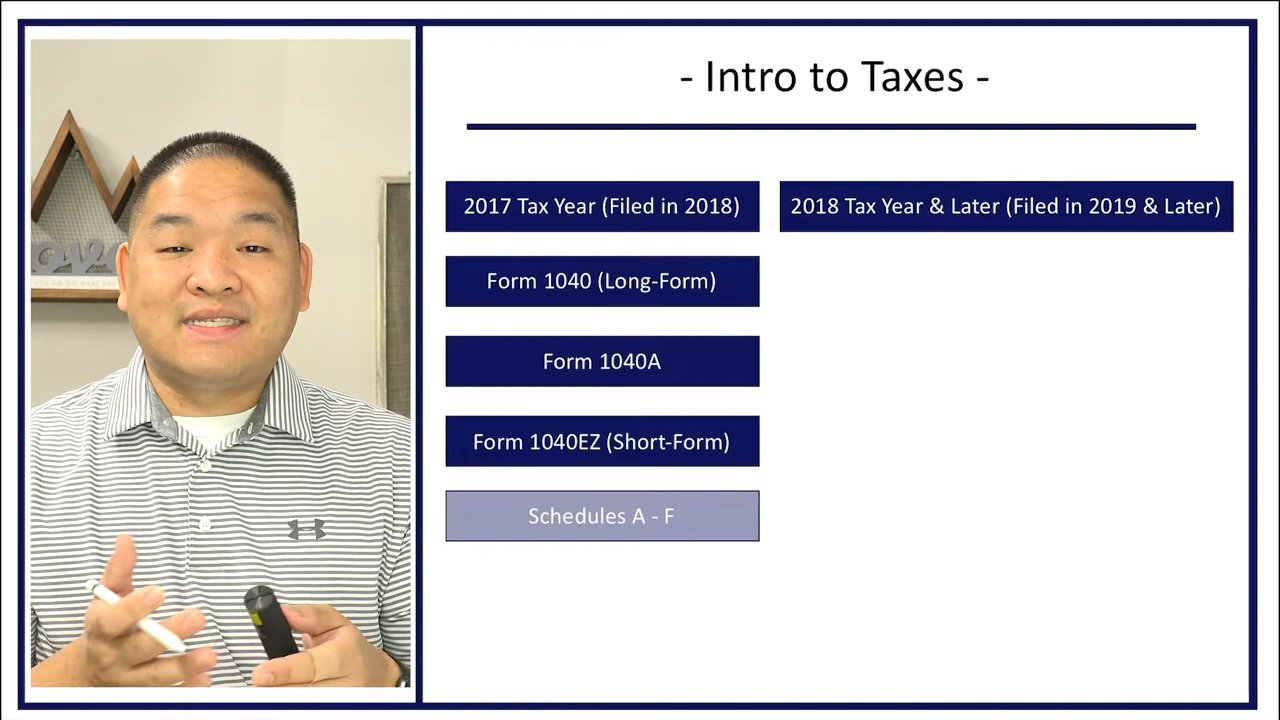 - Intro to Taxes -
2017 Tax Year (Filed in 2018)
2018 Tax Year & Later (Filed in 2019 & Later)
Form 1040 (Long-Form)
Form 1040A
Form 1040EZ (Short-Form)
Schedules A - F